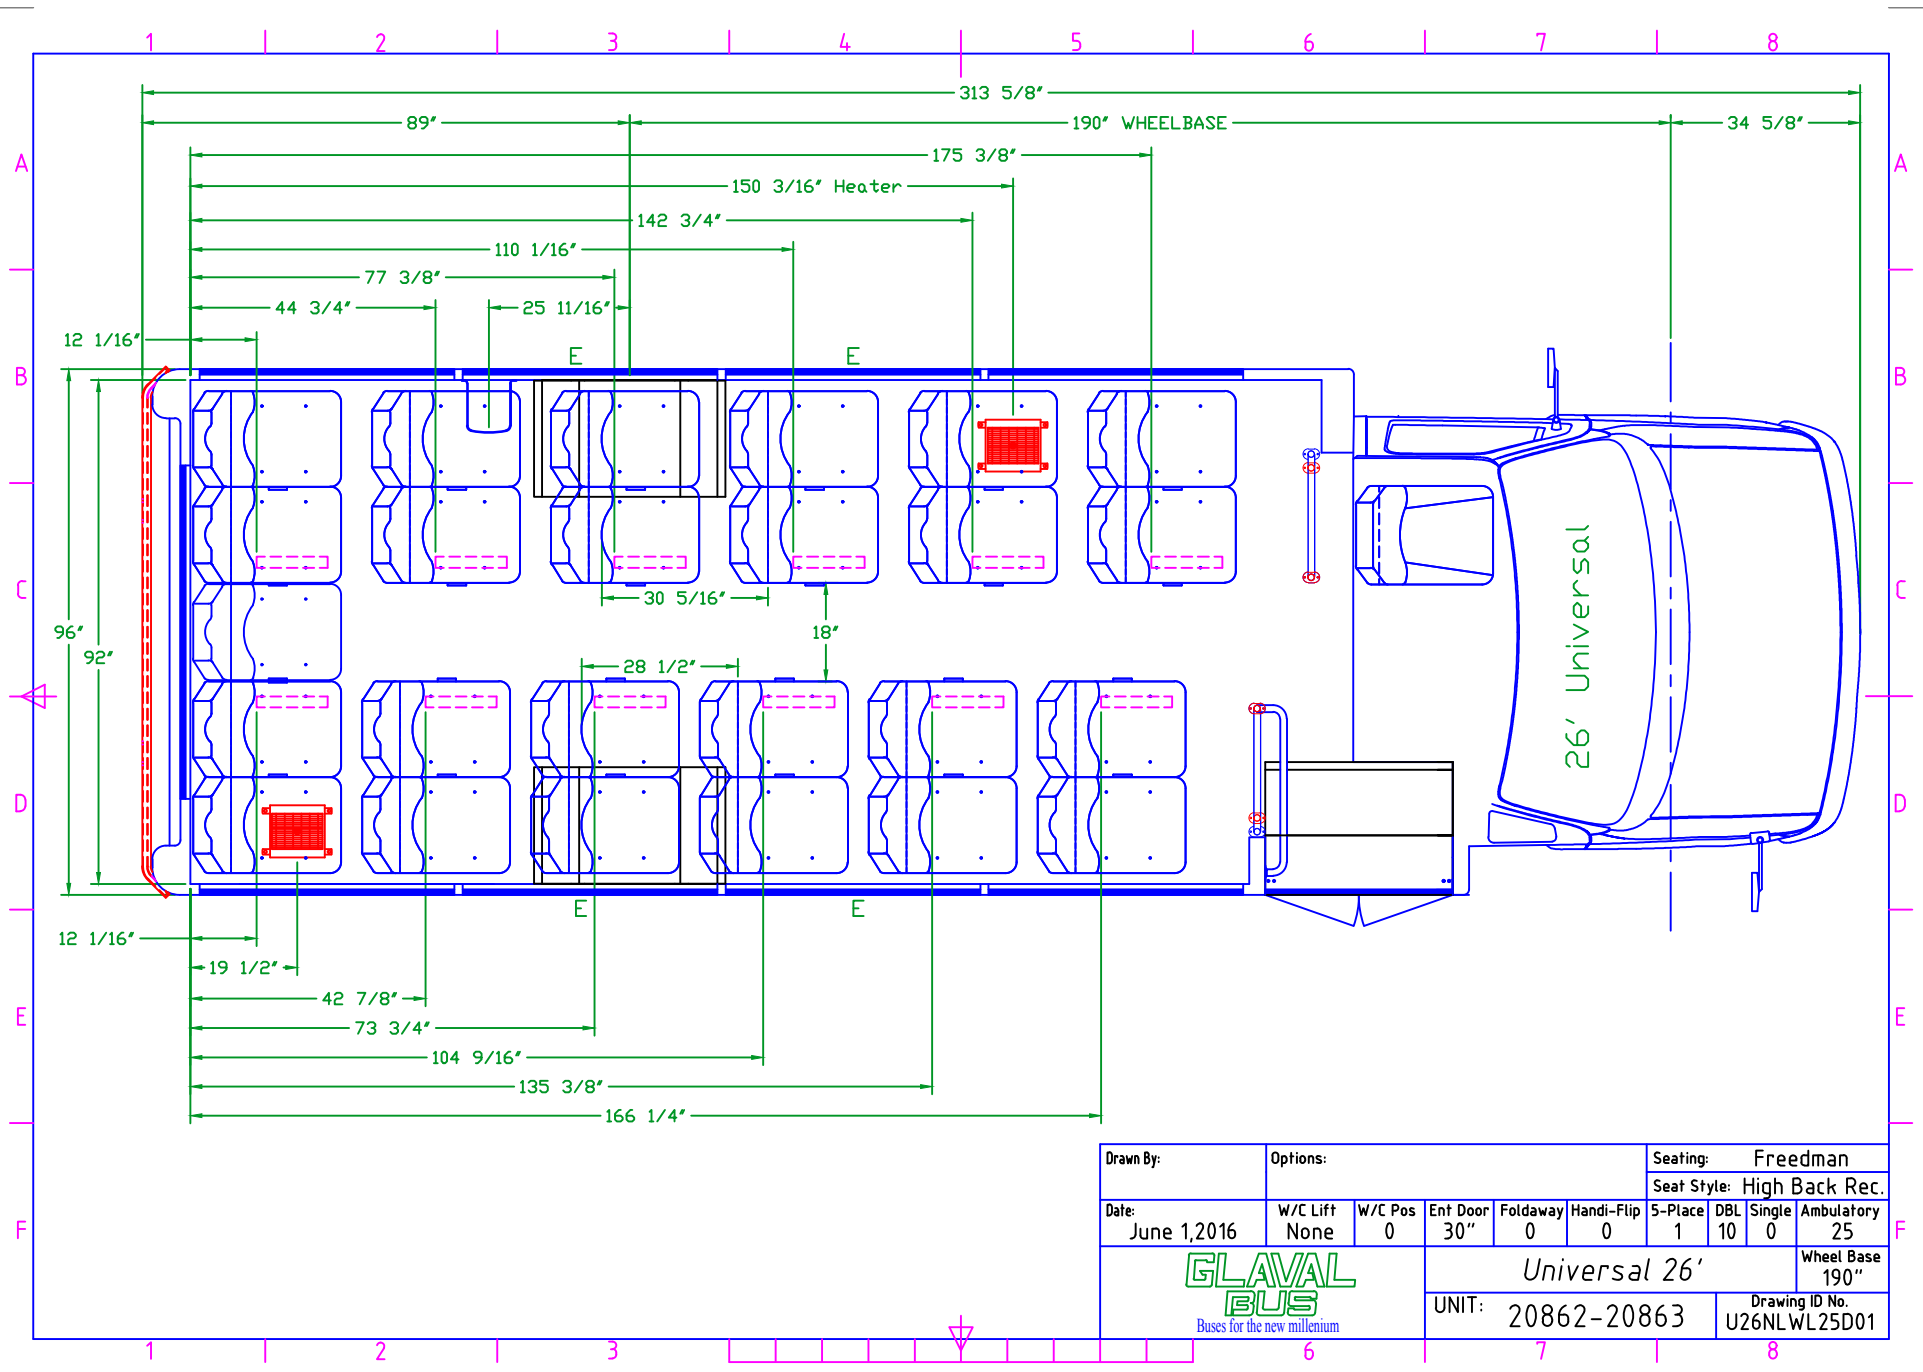 1 2 3 4 5 6 7 8
313 5/8"
89" 190" WHEELBASE 34 5/8"
175 3/8"
A A
150 3/16" Heater
142 3/4"
110 1/16"
77 3/8"
44 3/4" 25 11/16"
12 1/16"
E E
B B
C C
30 5/16"
96" 18"
92"
28 1/2"
26' Universal
D D
E E
12 1/16"
19 1/2"
42 7/8"
E E
73 3/4"
104 9/16"
135 3/8"
166 1/4"
Drawn By: Options: Seating: Freedman
Seat Style: High Back Rec.
Date: W/C Lift W/C Pos Ent Door Foldaway Handi-Flip 5-Place DBL Single Ambulatory
June 1,2016 None 0 30" 0 0 1 10 0 25
F F
GLAVAL
BUS
Buses for the new millenium
Universal 26'
Wheel Base
190"
UNIT: 20862-20863
Drawing ID No.
U26NLWL25D01
1 2 3 6 7 8